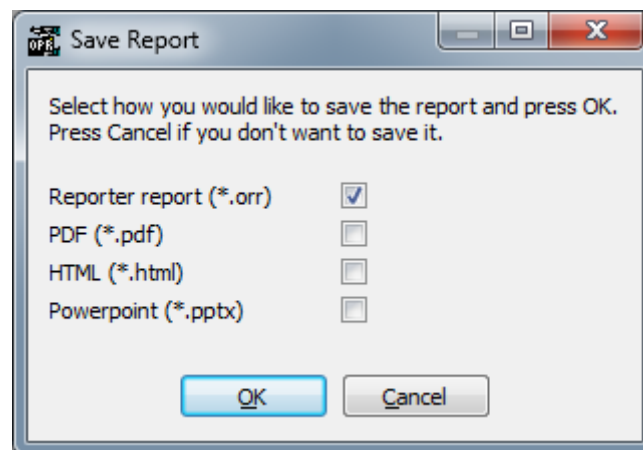 Save Report
Select how you would like to save the report and press OK.
Press Cancel if you don't want to save it.
Reporter report (*.orr)
PDF (*.pdf)
HTML (*.html)
Powerpoint (*.pptx)
OK
Cancel